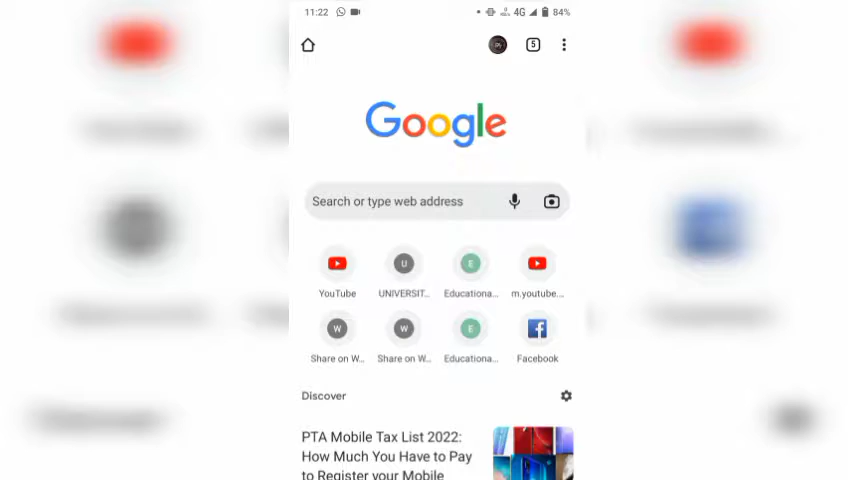 11:22
4G 84%
5
Google
Search or type web address
U
E
YouTube
UNIVERSIT...
Educationa...
m.youtube...
W
W
E
Share on W...
Share on W...
Educationa...
Facebook
Discover
PTA Mobile Tax List 2022:
How Much You Have to Pay
to Register your Mobile